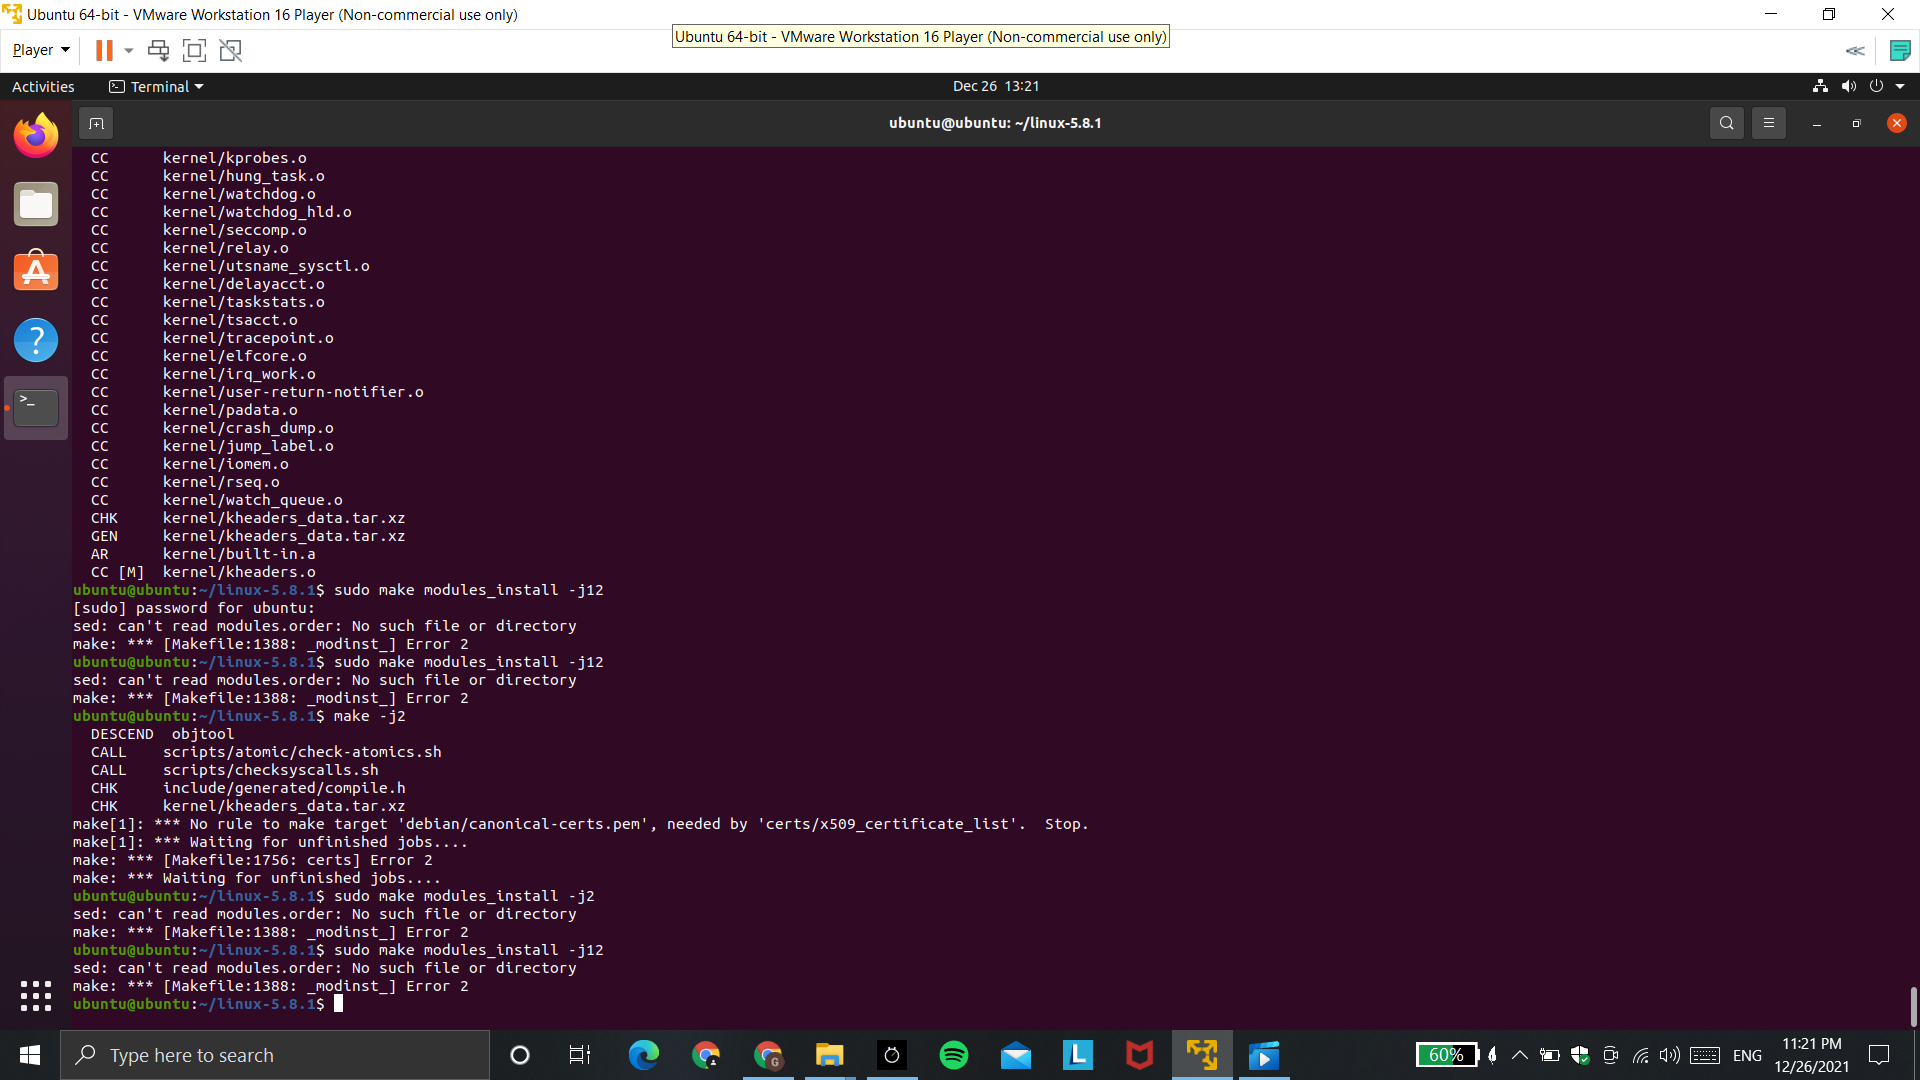 Ubuntu 64-bit - VMware Workstation 16 Player (Non-commercial use only)
Ubuntu 64-bit - VMware Workstation 16 Player (Non-commercial use only)
Player
Activities
Terminal
Dec 26 13:21
ubuntu@ubuntu: ~/linux-5.8.1
CC kernel/kprobes.o
CC kernel/hung_task.o
CC kernel/watchdog.o
CC kernel/watchdog_hld.o
CC kernel/seccomp.o
CC kernel/relay.o
CC kernel/utsname_sysctl.o
CC kernel/delayacct.o
CC kernel/taskstats.o
CC kernel/tsacct.o
CC kernel/tracepoint.o
CC kernel/elfcore.o
CC kernel/irq_work.o
CC kernel/user-return-notifier.o
CC kernel/padata.o
CC kernel/crash_dump.o
CC kernel/jump_label.o
CC kernel/iomem.o
CC kernel/rseq.o
CC kernel/watch_queue.o
CHK kernel/kheaders_data.tar.xz
GEN kernel/kheaders_data.tar.xz
AR kernel/built-in.a
CC [M] kernel/kheaders.o
ubuntu@ubuntu:~/linux-5.8.1$ sudo make modules_install -j12
[sudo] password for ubuntu:
sed: can't read modules.order: No such file or directory
make: *** [Makefile:1388: _modinst_] Error 2
ubuntu@ubuntu:~/linux-5.8.1$ sudo make modules_install -j12
sed: can't read modules.order: No such file or directory
make: *** [Makefile:1388: _modinst_] Error 2
ubuntu@ubuntu:~/linux-5.8.1$ make -j2
DESCEND objtool
CALL scripts/atomic/check-atomics.sh
CALL scripts/checksyscalls.sh
CHK include/generated/compile.h
CHK kernel/kheaders_data.tar.xz
make[1]: *** No rule to make target 'debian/canonical-certs.pem', needed by 'certs/x509_certificate_list'. Stop.
make[1]: *** Waiting for unfinished jobs....
make: *** [Makefile:1756: certs] Error 2
make: *** Waiting for unfinished jobs....
ubuntu@ubuntu:~/linux-5.8.1$ sudo make modules_install -j2
sed: can't read modules.order: No such file or directory
make: *** [Makefile:1388: _modinst_] Error 2
ubuntu@ubuntu:~/linux-5.8.1$ sudo make modules_install -j12
sed: can't read modules.order: No such file or directory
make: *** [Makefile:1388: _modinst_] Error 2
ubuntu@ubuntu:~/linux-5.8.1$
Type here to search
L
60%
ENG
11:21 PM
12/26/2021